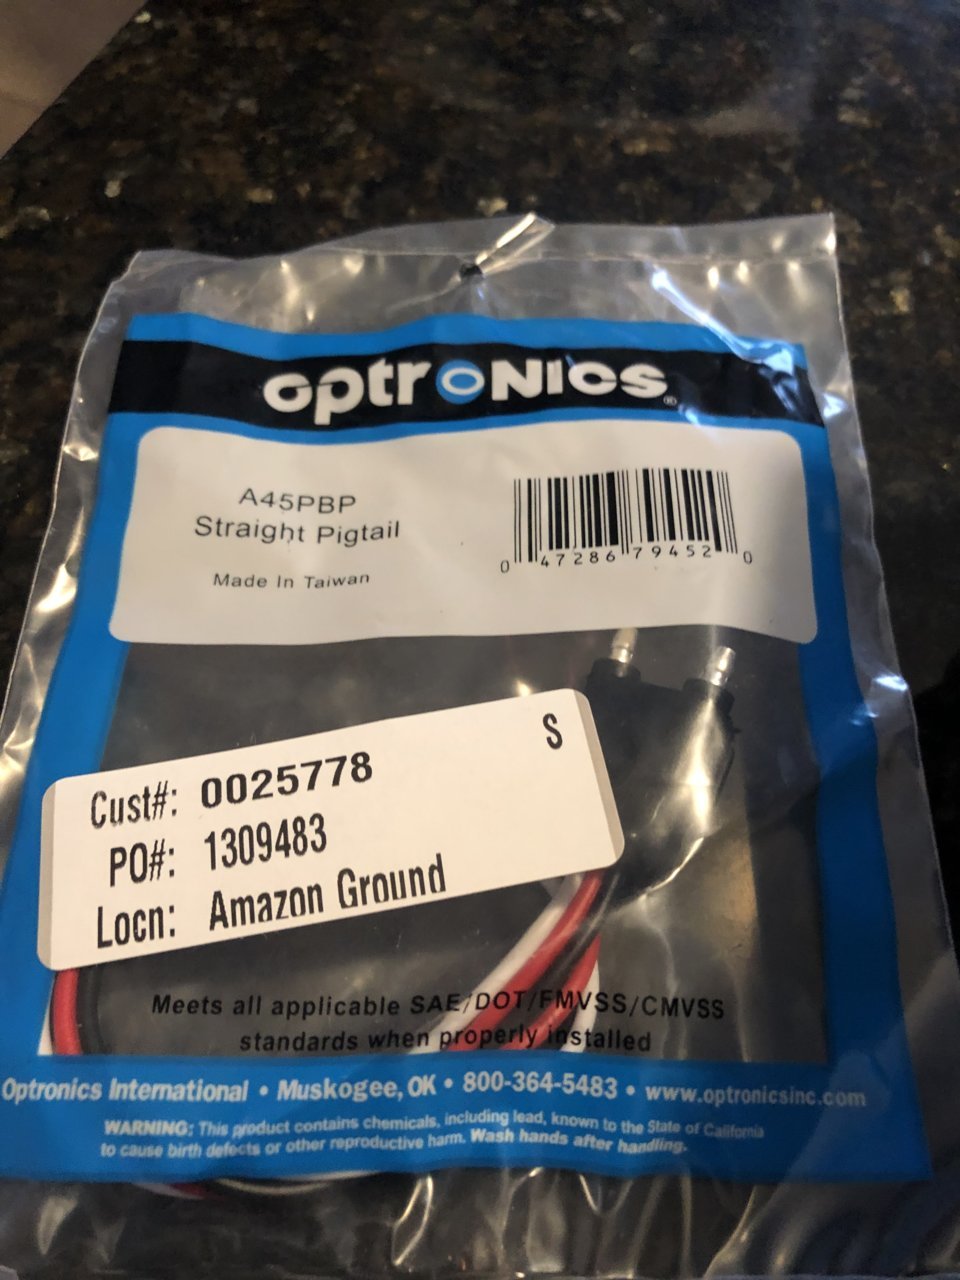 optronics®
A45PBP
Straight Pigtail
Made In Taiwan
0 47286 79452 0
S
Cust#: 0025778
PO#: 1309483
Locn: Amazon Ground
Meets all applicable SAE/DOT/FMVSS/CMVSS
standards when properly installed
Optronics International • Muskogee, OK • 800-364-5483 • www.optronicsinc.com
WARNING: This product contains chemicals, including lead, known to the State of California
to cause birth defects or other reproductive harm. Wash hands after handling.